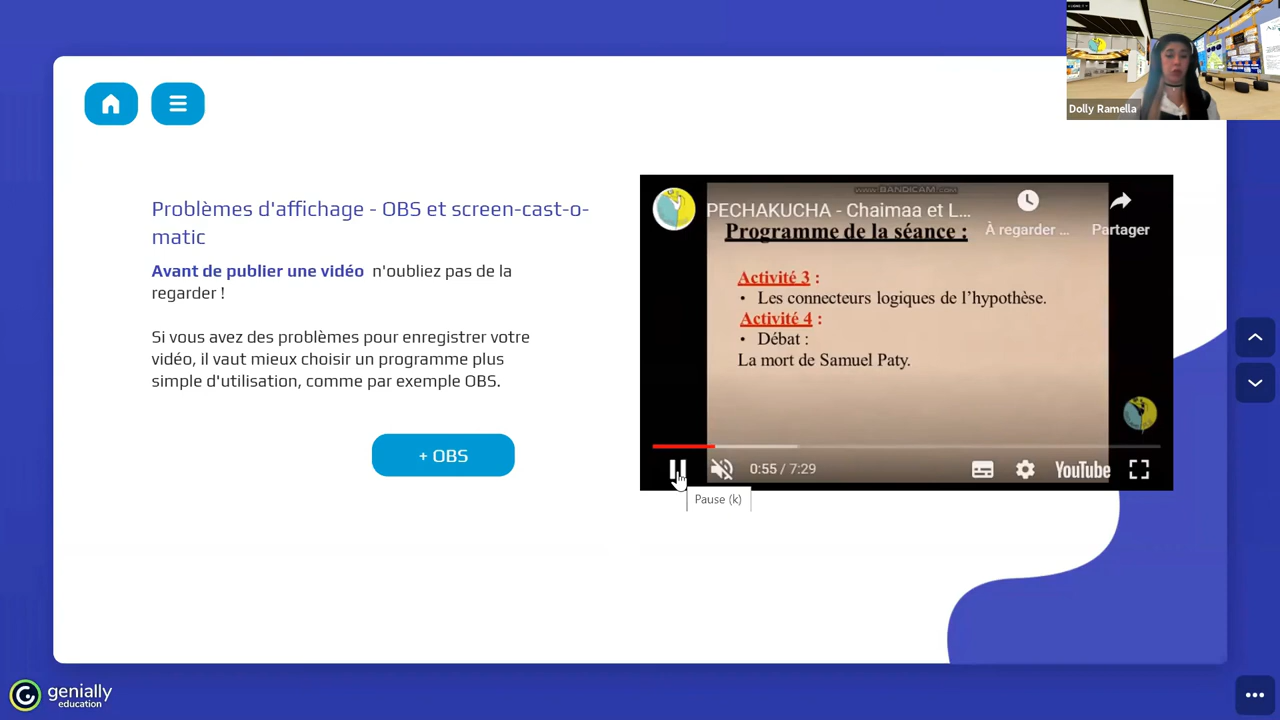 Dolly Ramella
Problèmes d'affichage - OBS et screen-cast-o-
matic
Avant de publier une vidéo n'oubliez pas de la
regarder !
Si vous avez des problèmes pour enregistrer votre
vidéo, il vaut mieux choisir un programme plus
simple d'utilisation, comme par exemple OBS.
+ OBS
WWW.BANDICAM.COM
PECHAKUCHA - Chaimaa et L...
À regarder ...
Partager
Programme de la séance :
Activité 3 :
• Les connecteurs logiques de l'hypothèse.
Activité 4 :
• Débat :
La mort de Samuel Paty.
0:55 / 7:29
YouTube
Pause (k)
genially
education